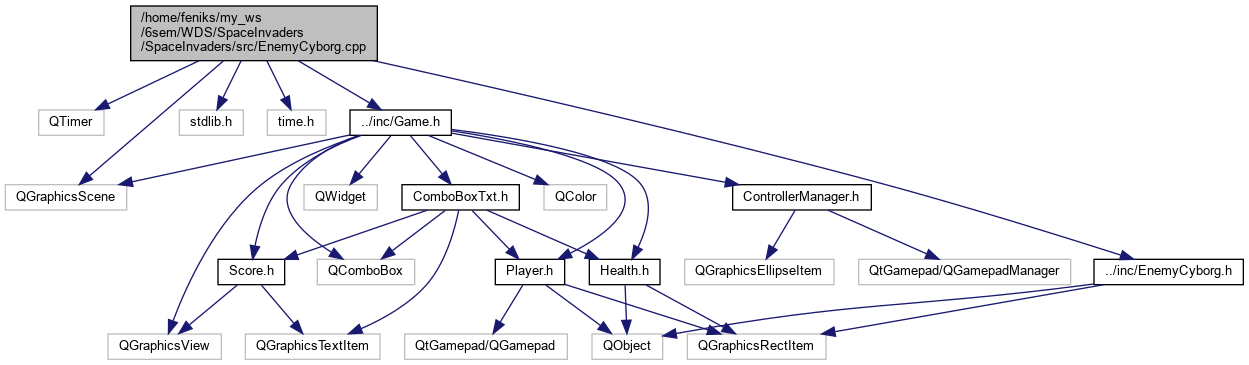 /home/feniks/my_ws
/6sem/WDS/SpaceInvaders
/SpaceInvaders/src/EnemyCyborg.cpp
QTimer
stdlib.h
time.h
../inc/Game.h
QGraphicsScene
QWidget
ComboBoxTxt.h
QColor
ControllerManager.h
Score.h
QComboBox
Player.h
Health.h
QGraphicsEllipseItem
QtGamepad/QGamepadManager
../inc/EnemyCyborg.h
QGraphicsView
QGraphicsTextItem
QtGamepad/QGamepad
QObject
QGraphicsRectItem